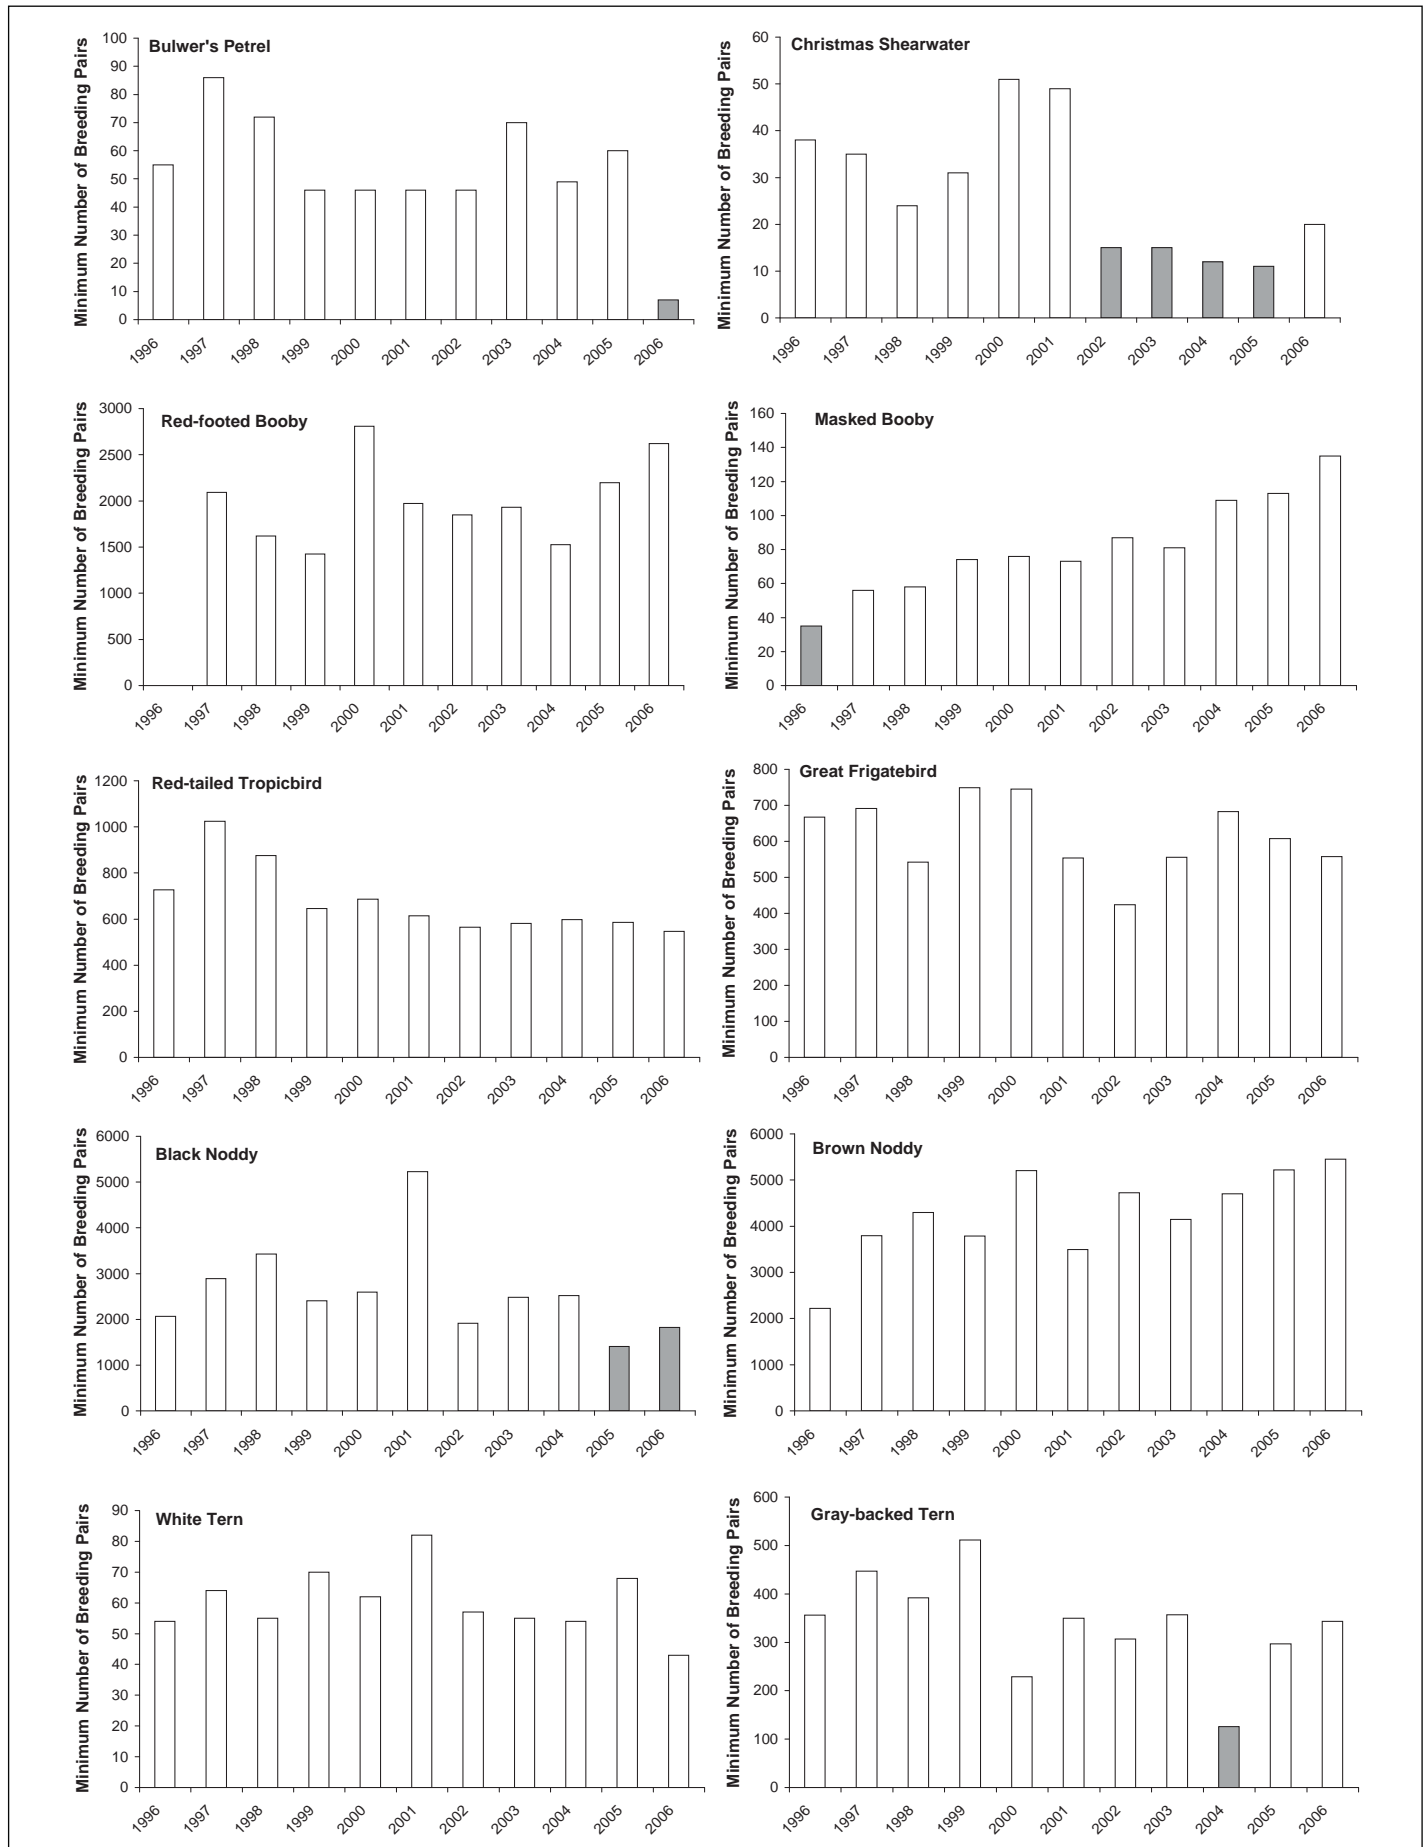 Bulwer's Petrel
Minimum Number of Breeding Pairs
100
90
80
70
60
50
40
30
20
10
0
1996 1997 1998 1999 2000 2001 2002 2003 2004 2005 2006
Christmas Shearwater
Minimum Number of Breeding Pairs
60
50
40
30
20
10
0
1996 1997 1998 1999 2000 2001 2002 2003 2004 2005 2006
Red-footed Booby
Minimum Number of Breeding Pairs
3000
2500
2000
1500
1000
500
0
1996 1997 1998 1999 2000 2001 2002 2003 2004 2005 2006
Masked Booby
Minimum Number of Breeding Pairs
160
140
120
100
80
60
40
20
0
1996 1997 1998 1999 2000 2001 2002 2003 2004 2005 2006
Red-tailed Tropicbird
Minimum Number of Breeding Pairs
1200
1000
800
600
400
200
0
1996 1997 1998 1999 2000 2001 2002 2003 2004 2005 2006
Great Frigatebird
Minimum Number of Breeding Pairs
800
700
600
500
400
300
200
100
0
1996 1997 1998 1999 2000 2001 2002 2003 2004 2005 2006
Black Noddy
Minimum Number of Breeding Pairs
6000
5000
4000
3000
2000
1000
0
1996 1997 1998 1999 2000 2001 2002 2003 2004 2005 2006
Brown Noddy
Minimum Number of Breeding Pairs
6000
5000
4000
3000
2000
1000
0
1996 1997 1998 1999 2000 2001 2002 2003 2004 2005 2006
White Tern
Minimum Number of Breeding Pairs
90
80
70
60
50
40
30
20
10
0
1996 1997 1998 1999 2000 2001 2002 2003 2004 2005 2006
Gray-backed Tern
Minimum Number of Breeding Pairs
600
500
400
300
200
100
0
1996 1997 1998 1999 2000 2001 2002 2003 2004 2005 2006